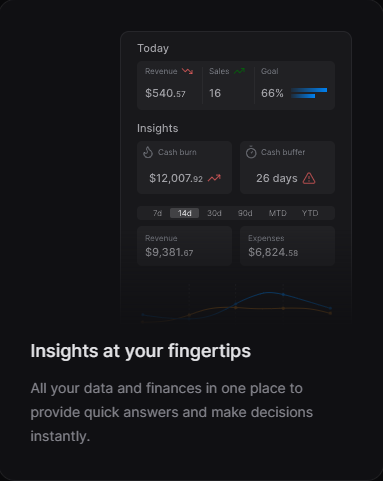 Today
Revenue Sales Goal
$540.57 16 66%
Insights
Cash burn Cash buffer
$12,007.92 26 days
7d 14d 30d 90d MTD YTD
Revenue Expenses
$9,381.67 $6,824.58
Insights at your fingertips
All your data and finances in one place to
provide quick answers and make decisions
instantly.